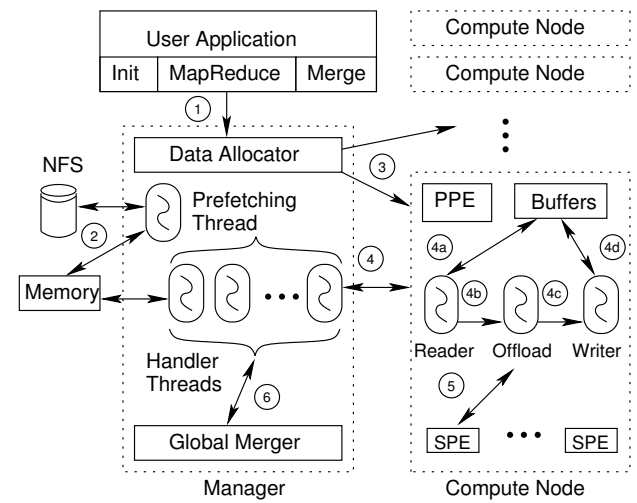 User Application
Init
MapReduce
Merge
Compute Node
Compute Node
1
Data Allocator
3
NFS
Prefetching
Thread
2
Memory
4
Handler
Threads
6
Global Merger
Manager
PPE
Buffers
4a
4d
4b
4c
Reader
Offload
Writer
5
SPE
SPE
Compute Node